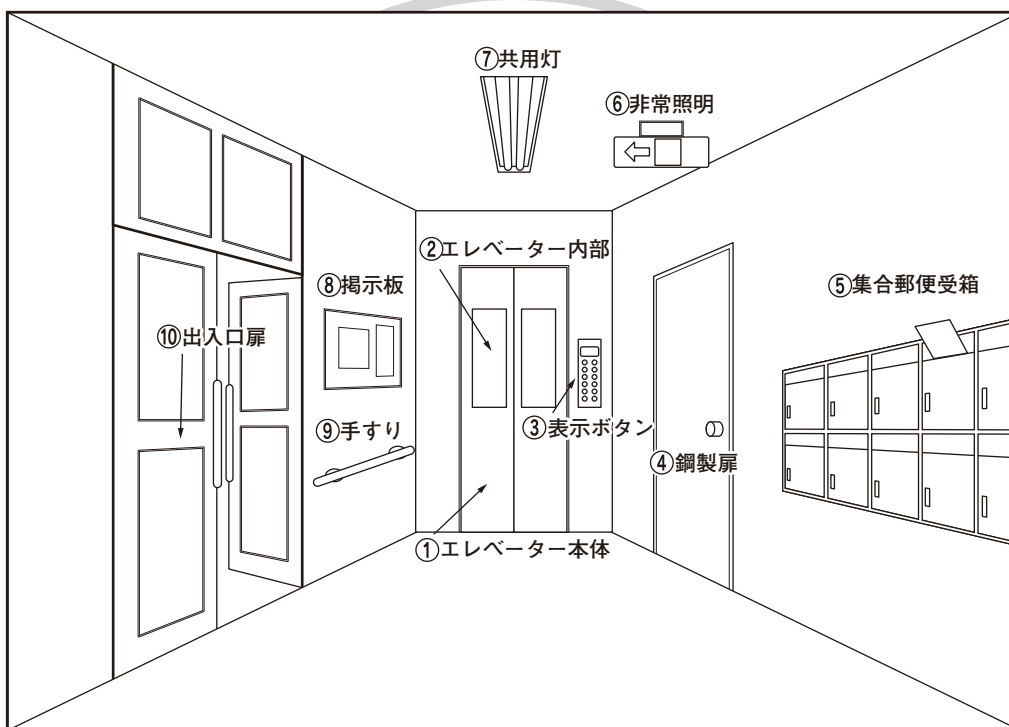 ⑦共用灯
⑥非常照明
②エレベーター内部
⑧掲示板
⑤集合郵便受箱
⑩出入口扉
③表示ボタン
⑨手すり
④鋼製扉
①エレベーター本体